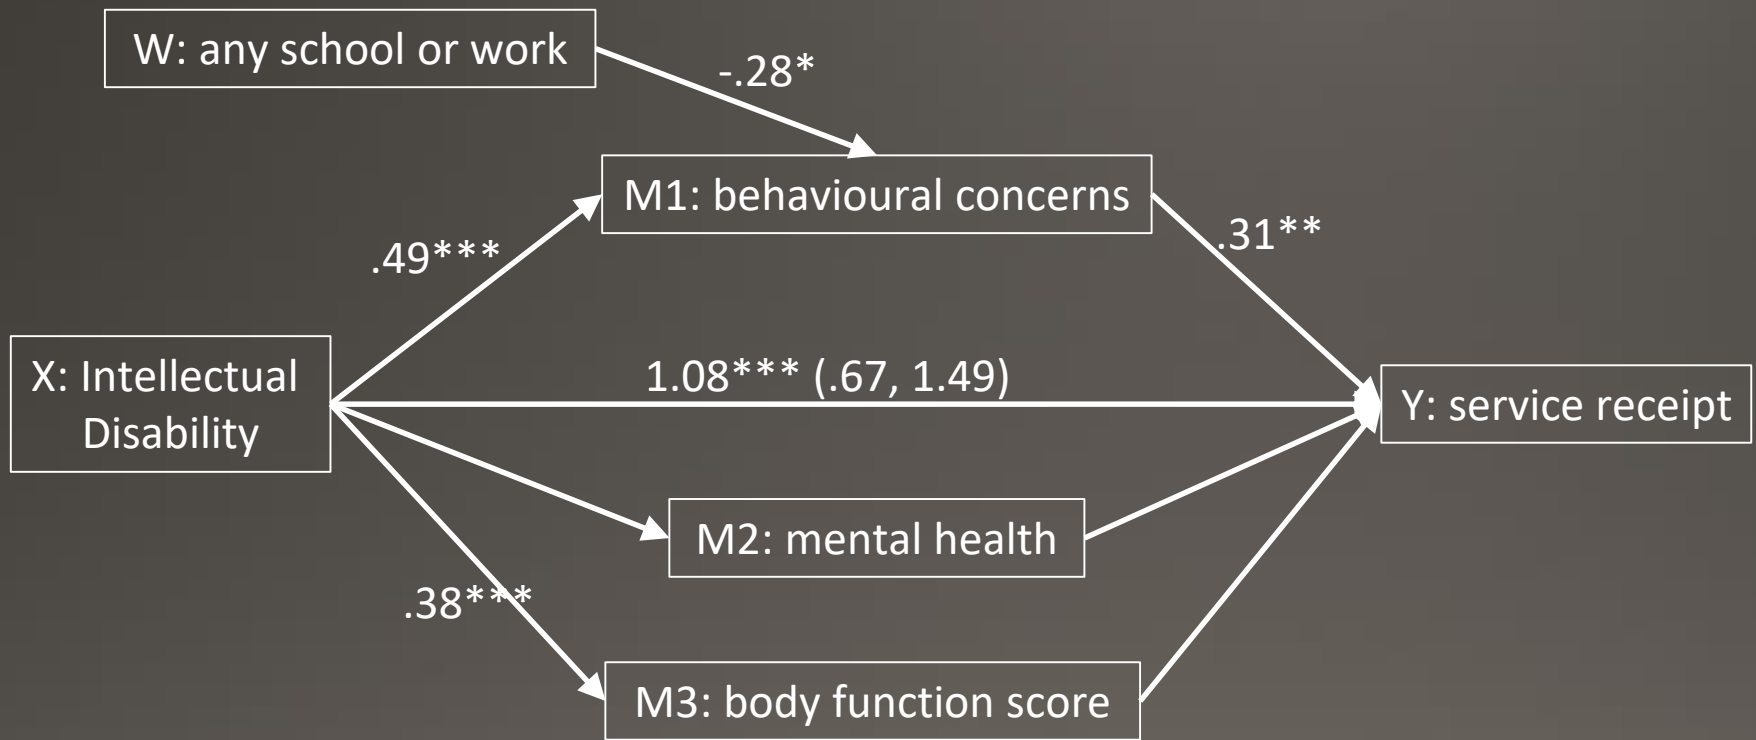 W: any school or work
-.28*
M1: behavioural concerns
.31**
.49***
X: Intellectual
Disability
1.08*** (.67, 1.49)
Y: service receipt
M2: mental health
.38***
M3: body function score